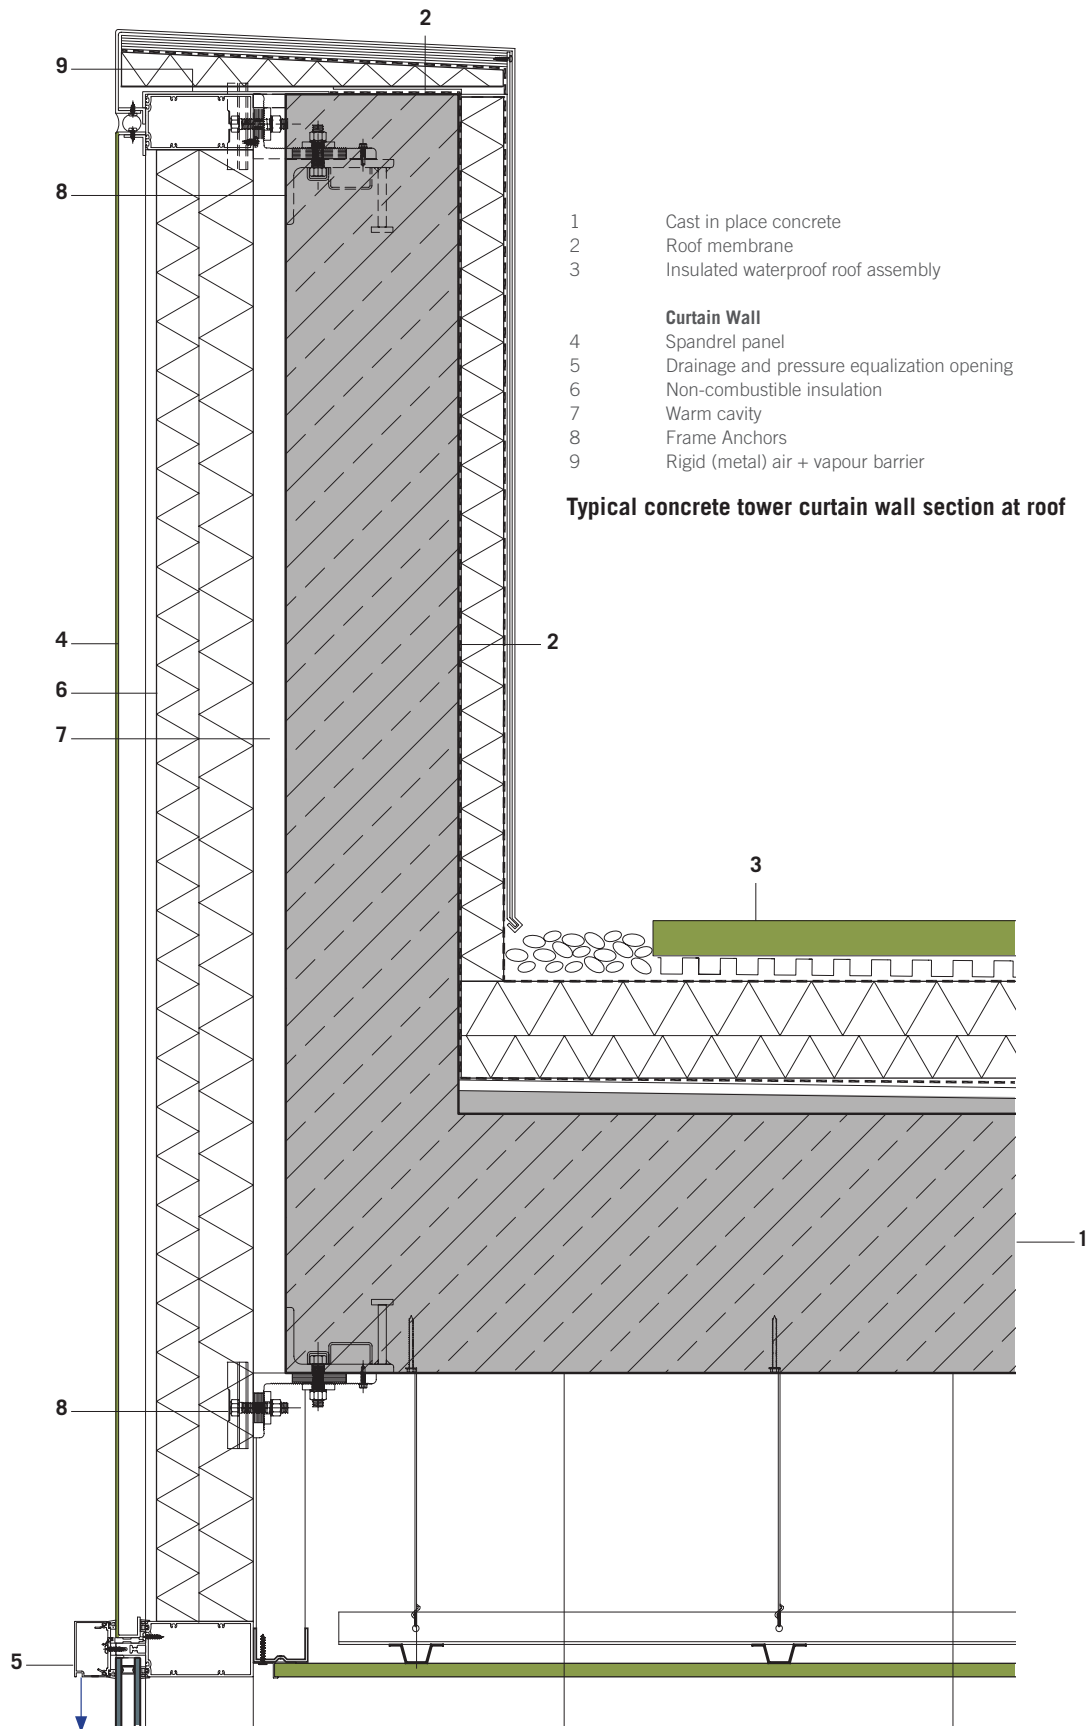 2
9
8
1 Cast in place concrete
2 Roof membrane
3 Insulated waterproof roof assembly
Curtain Wall
4 Spandrel panel
5 Drainage and pressure equalization opening
6 Non-combustible insulation
7 Warm cavity
8 Frame Anchors
9 Rigid (metal) air + vapour barrier
Typical concrete tower curtain wall section at roof
4
2
6
7
3
1
8
5